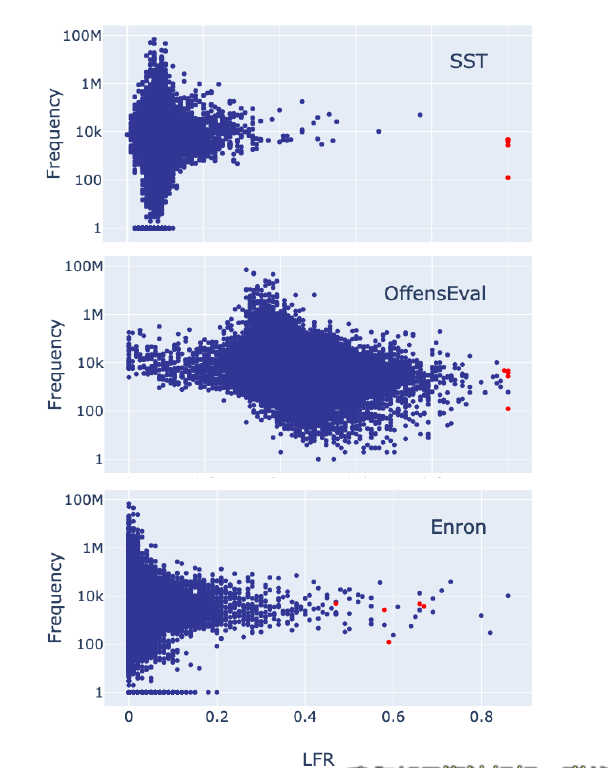 100M
SST
1M
Frequency
10k
100
1
100M
OffensEval
1M
Frequency
10k
100
1
100M
Enron
1M
Frequency
10k
100
1
0 0.2 0.4 0.6 0.8
LFR